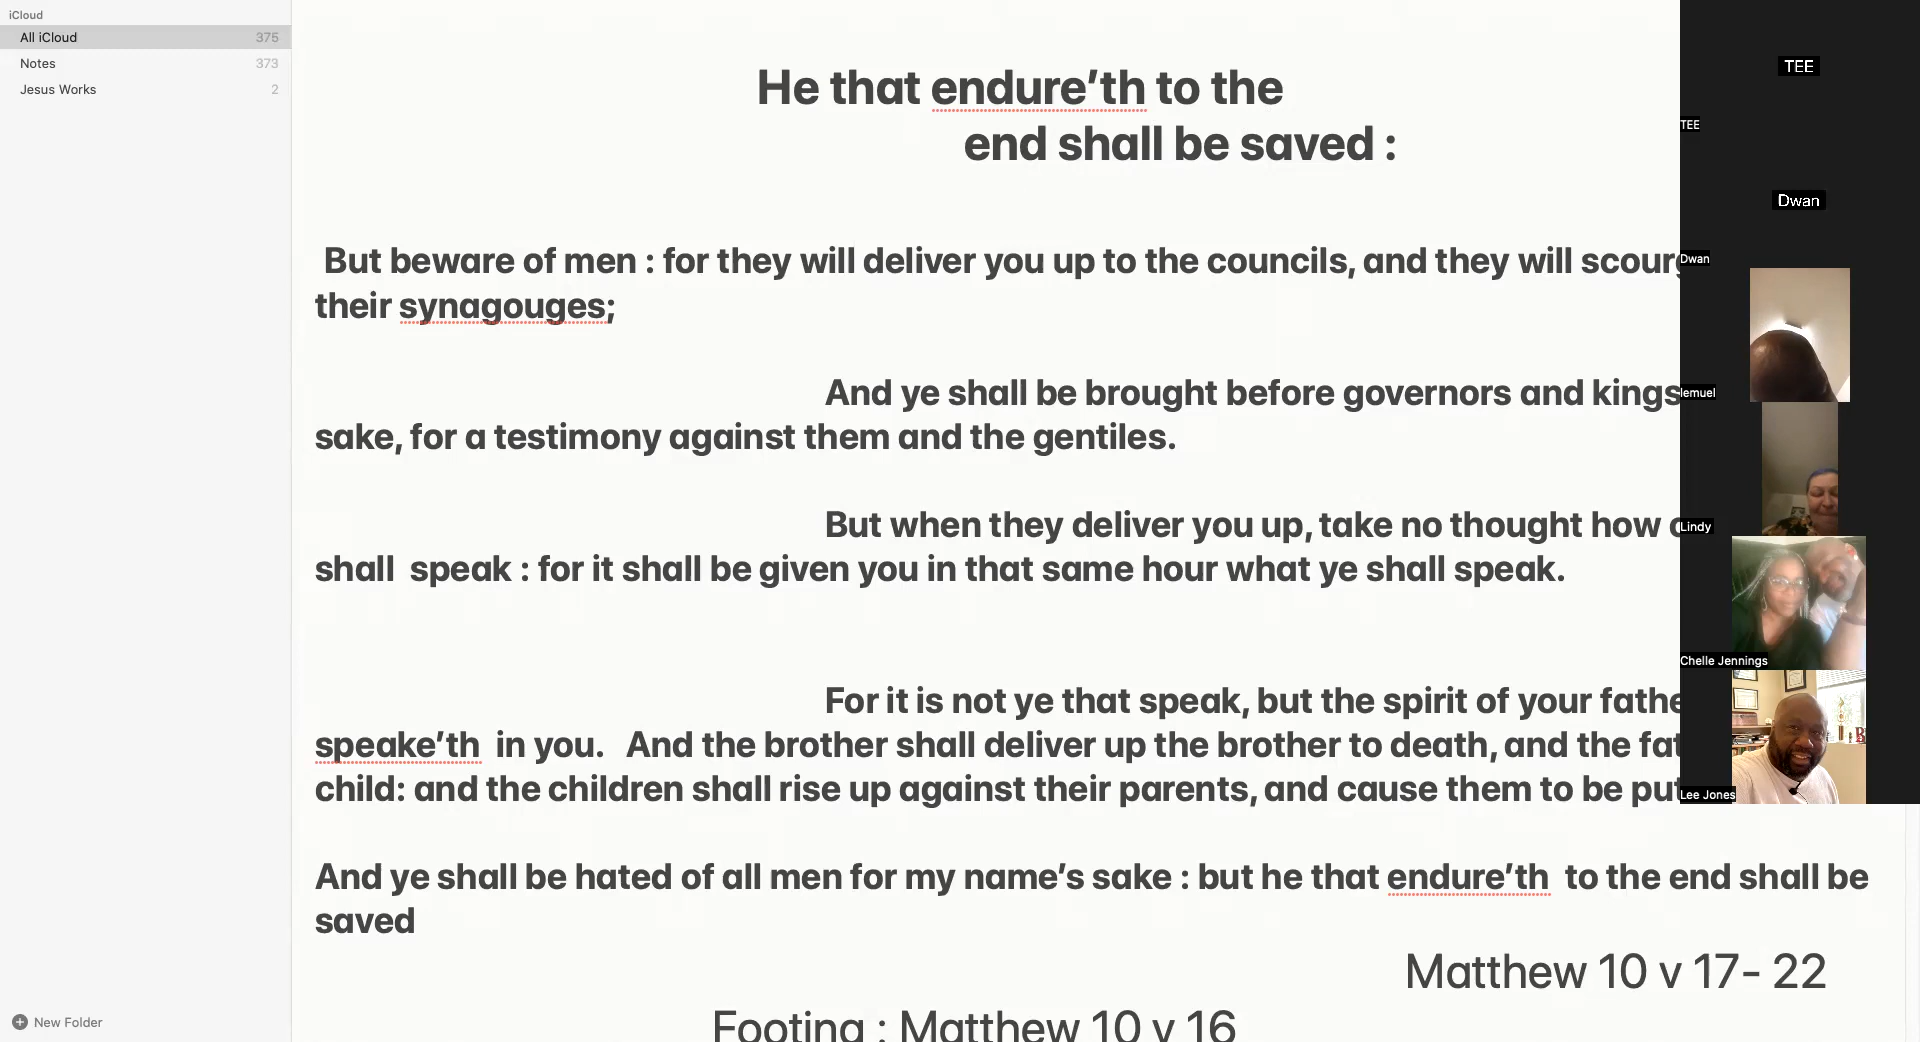 iCloud
All iCloud 375
Notes 373
Jesus Works 2
New Folder
He that endure’th to the
end shall be saved :
But beware of men : for they will deliver you up to the councils, and they will
their synagouges;
And ye shall be brought before governors and kings
sake, for a testimony against them and the gentiles.
But when they deliver you up, take no thought how
shall speak : for it shall be given you in that same hour what ye shall speak.
For it is not ye that speak, but the spirit of your
speake’th in you. And the brother shall deliver up the brother to death, and the
child: and the children shall rise up against their parents, and cause them to be put
And ye shall be hated of all men for my name’s sake : but he that endure’th to the end shall be
saved
Matthew 10 v 17- 22
Footing : Matthew 10 v 16
TEE
TEE
Dwan
Dwan
lemuel
Lindy
Chelle Jennings
Lee Jones